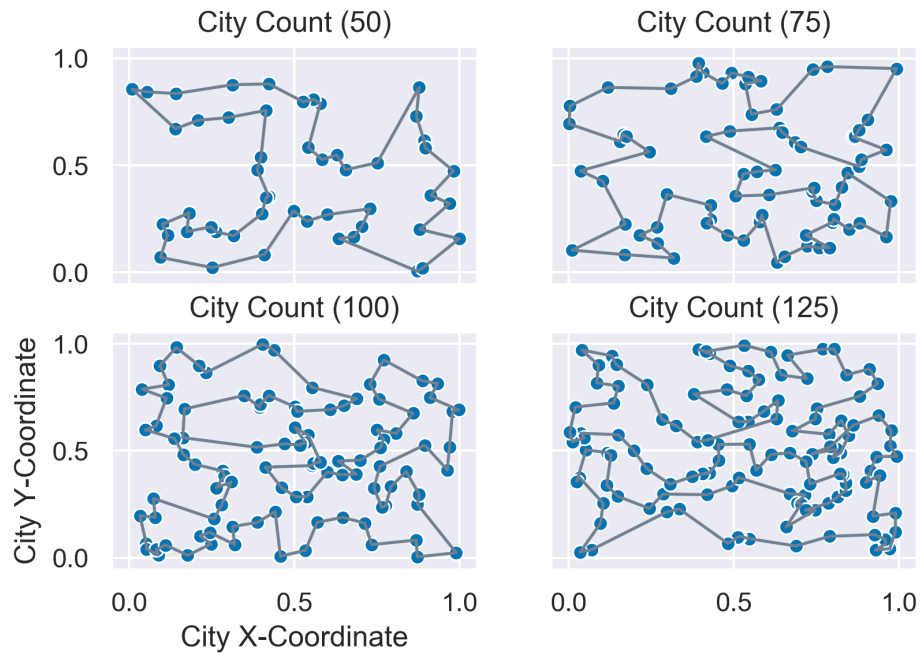 City Count (50)
City Count (75)
1.0
0.5
0.0
City Count (100)
City Count (125)
1.0
0.5
0.0
City Y-Coordinate
0.0
0.5
1.0
0.0
0.5
1.0
City X-Coordinate